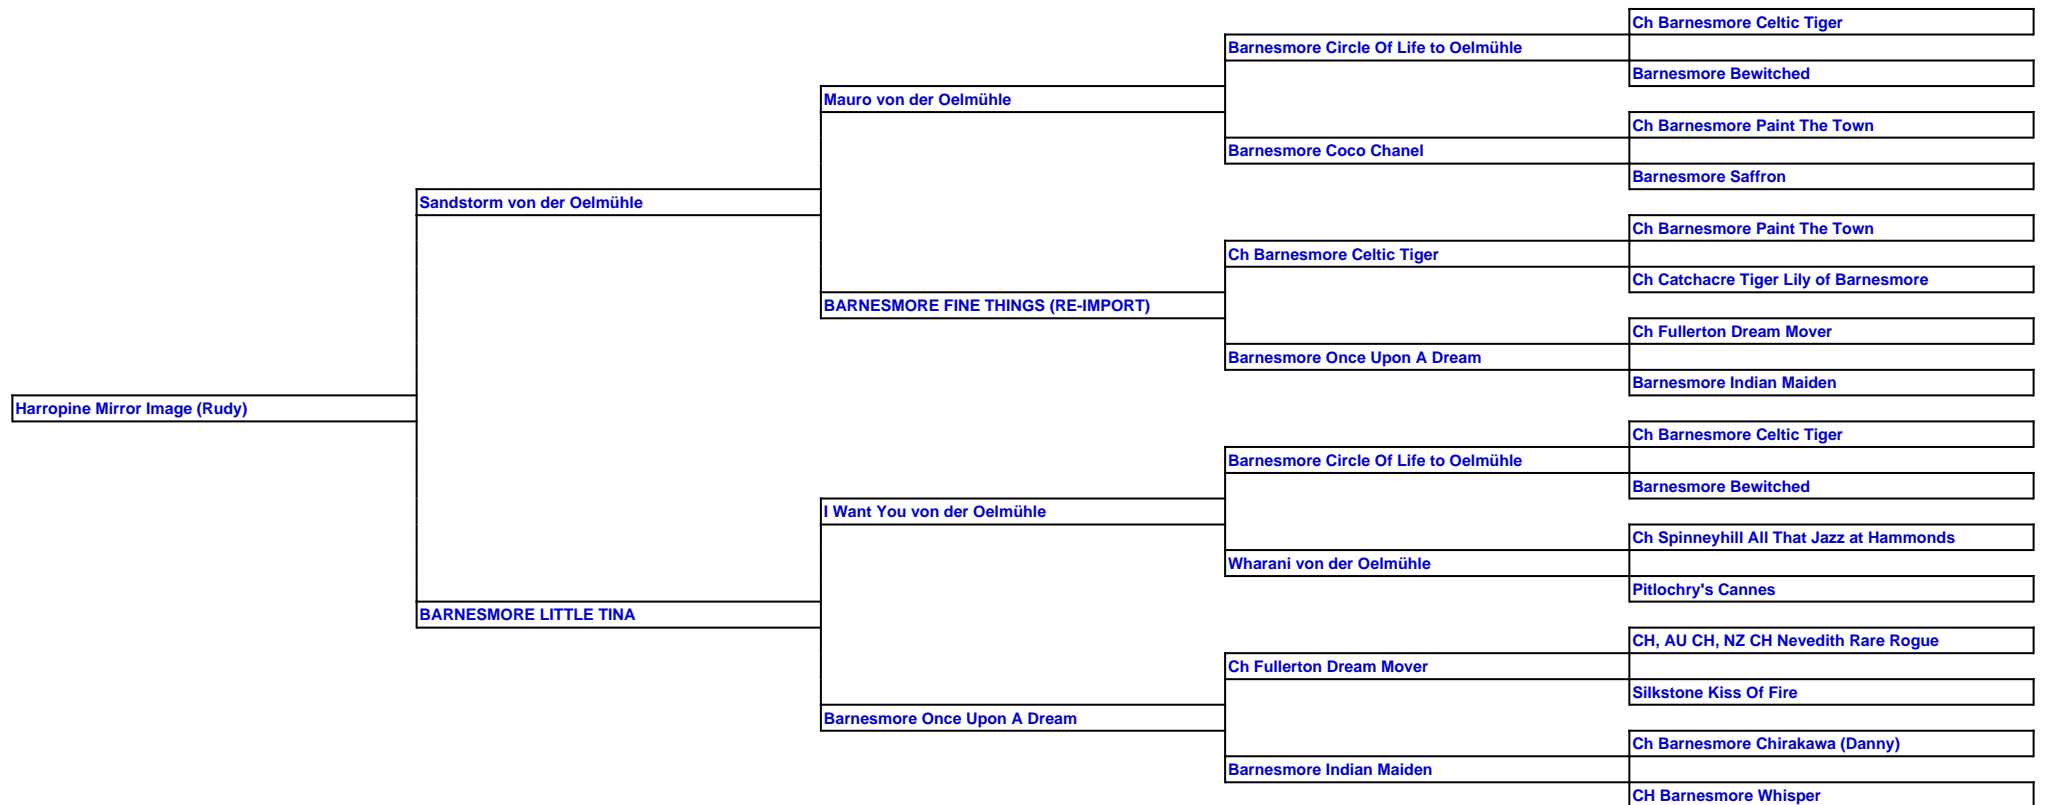 Ch Barnesmore Celtic Tiger
Barnesmore Circle Of Life to Oelmühle
Barnesmore Bewitched
Mauro von der Oelmühle
Ch Barnesmore Paint The Town
Barnesmore Coco Chanel
Barnesmore Saffron
Sandstorm von der Oelmühle
Ch Barnesmore Paint The Town
Ch Barnesmore Celtic Tiger
Ch Catchacre Tiger Lily of Barnesmore
BARNESMORE FINE THINGS (RE-IMPORT)
Ch Fullerton Dream Mover
Barnesmore Once Upon A Dream
Barnesmore Indian Maiden
Harropine Mirror Image (Rudy)
Ch Barnesmore Celtic Tiger
Barnesmore Circle Of Life to Oelmühle
Barnesmore Bewitched
I Want You von der Oelmühle
Ch Spinneyhill All That Jazz at Hammonds
Wharani von der Oelmühle
Pitlochry's Cannes
BARNESMORE LITTLE TINA
CH, AU CH, NZ CH Nevedith Rare Rogue
Ch Fullerton Dream Mover
Silkstone Kiss Of Fire
Barnesmore Once Upon A Dream
Ch Barnesmore Chirakawa (Danny)
Barnesmore Indian Maiden
CH Barnesmore Whisper